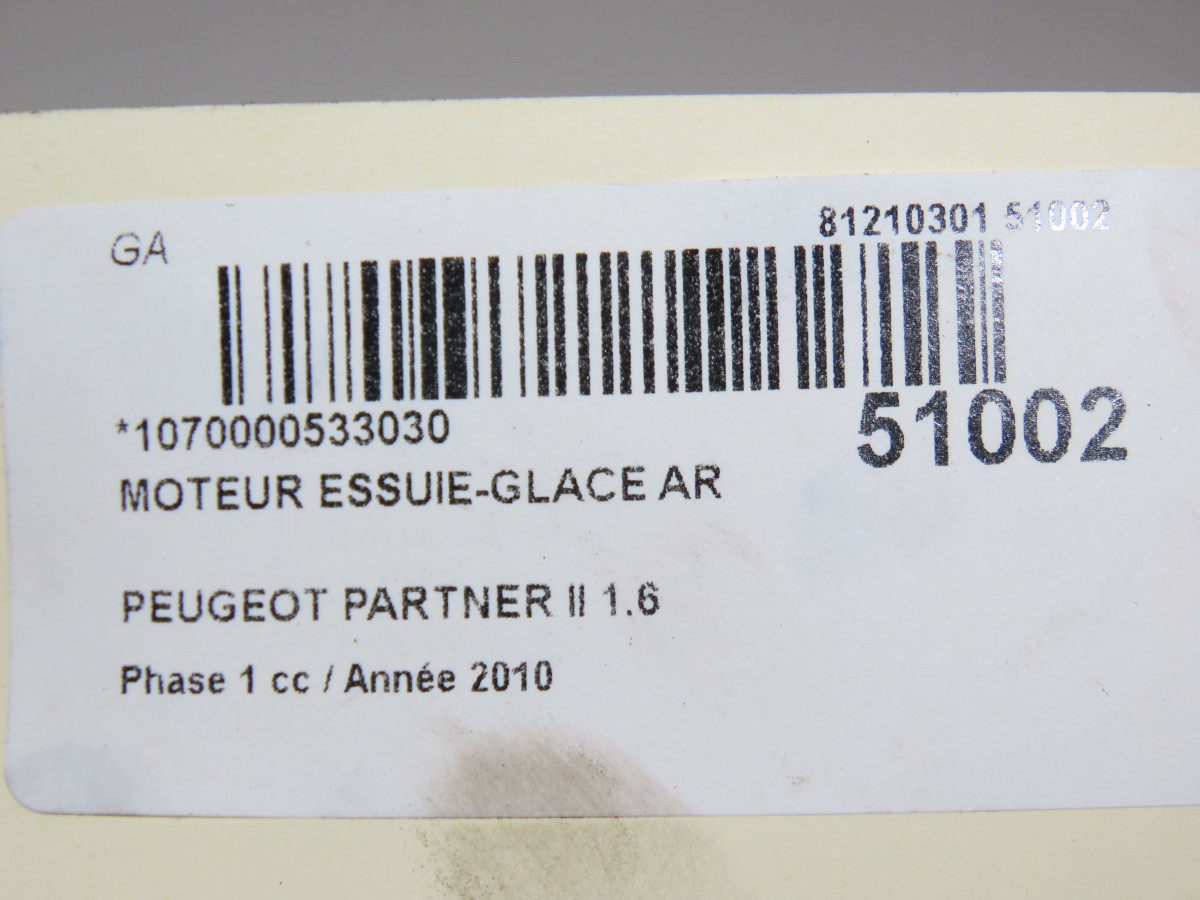 GA
81210301 51002
*1070000533030
51002
MOTEUR ESSUIE-GLACE AR
PEUGEOT PARTNER II 1.6
Phase 1 cc / Année 2010